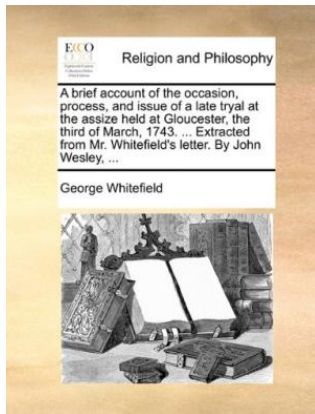 ECCO
Religion and Philosophy
A brief account of the occasion,
process, and issue of a late tryal at
the assize held at Gloucester, the
third of March, 1743. ... Extracted
from Mr. Whitefield's letter. By John
Wesley, ...
George Whitefield